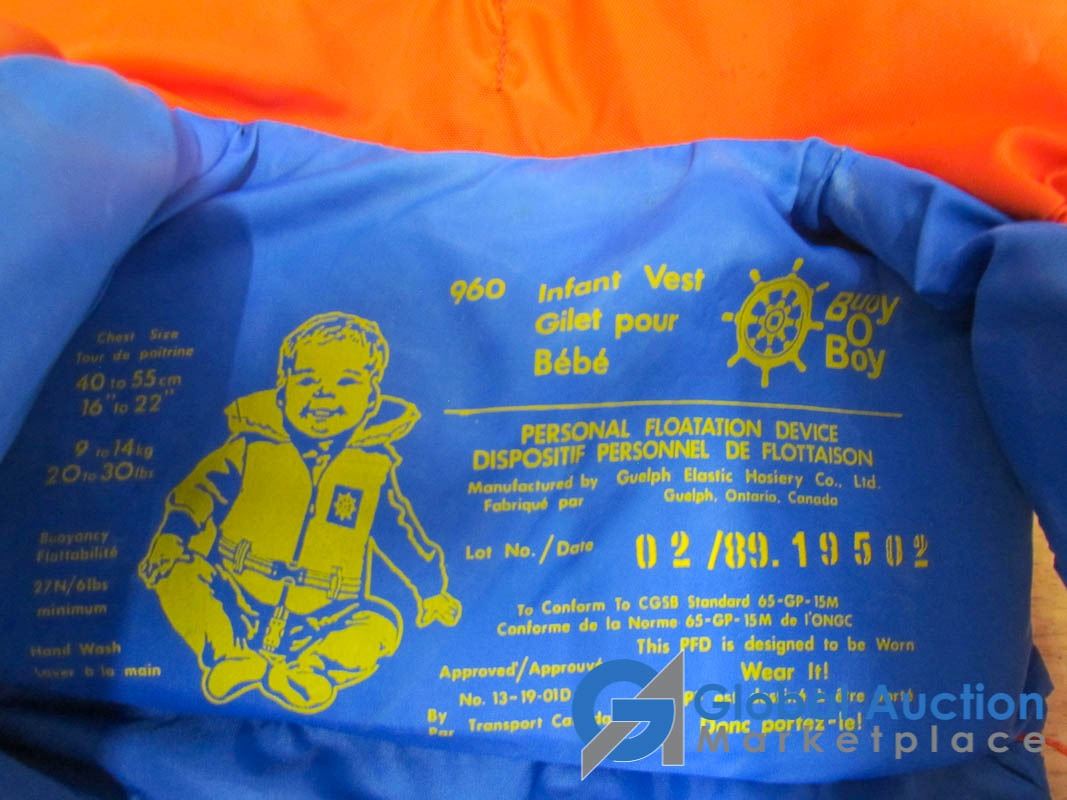 Chest Size
Tour de poitrine
40 to 55cm
16" to 22"
9 to 14kg
20 to 30lbs
Buoyancy
Flottabilité
27N/6lbs
minimum
Hand Wash
Laver à la main
960 Infant Vest
Gilet pour
Bébé
Buoy
O
Boy
PERSONAL FLOATATION DEVICE
DISPOSITIF PERSONNEL DE FLOTTAISON
Manufactured by Guelph Elastic Hosiery Co., Ltd.
Fabriqué par Guelph, Ontario, Canada
Lot No./Date 02/89.19502
To Conform To CGSB Standard 65-GP-15M
Conforme de la Norme 65-GP-15M de l'ONGC
This PFD is designed to be Worn
Wear It!
Donc portez-le!
Approved/Approuvé
No. 13-19-01D
By Transport Canada
Par
Global Auction
Marketplace